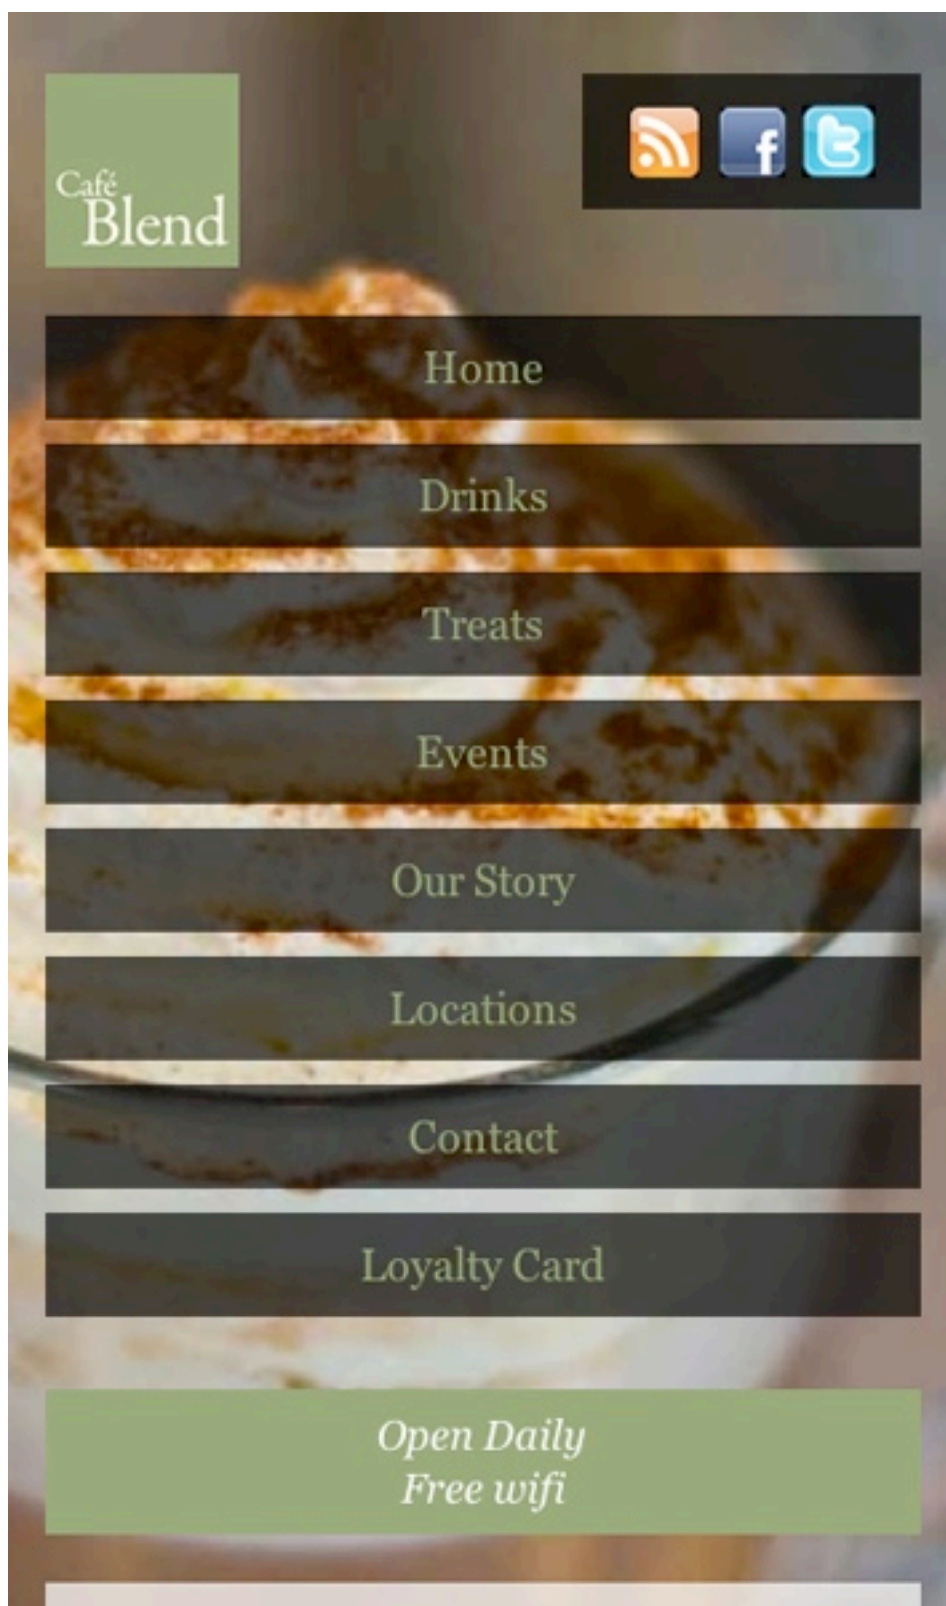 Café
Blend
Home
Drinks
Treats
Events
Our Story
Locations
Contact
Loyalty Card
Open Daily
Free wifi